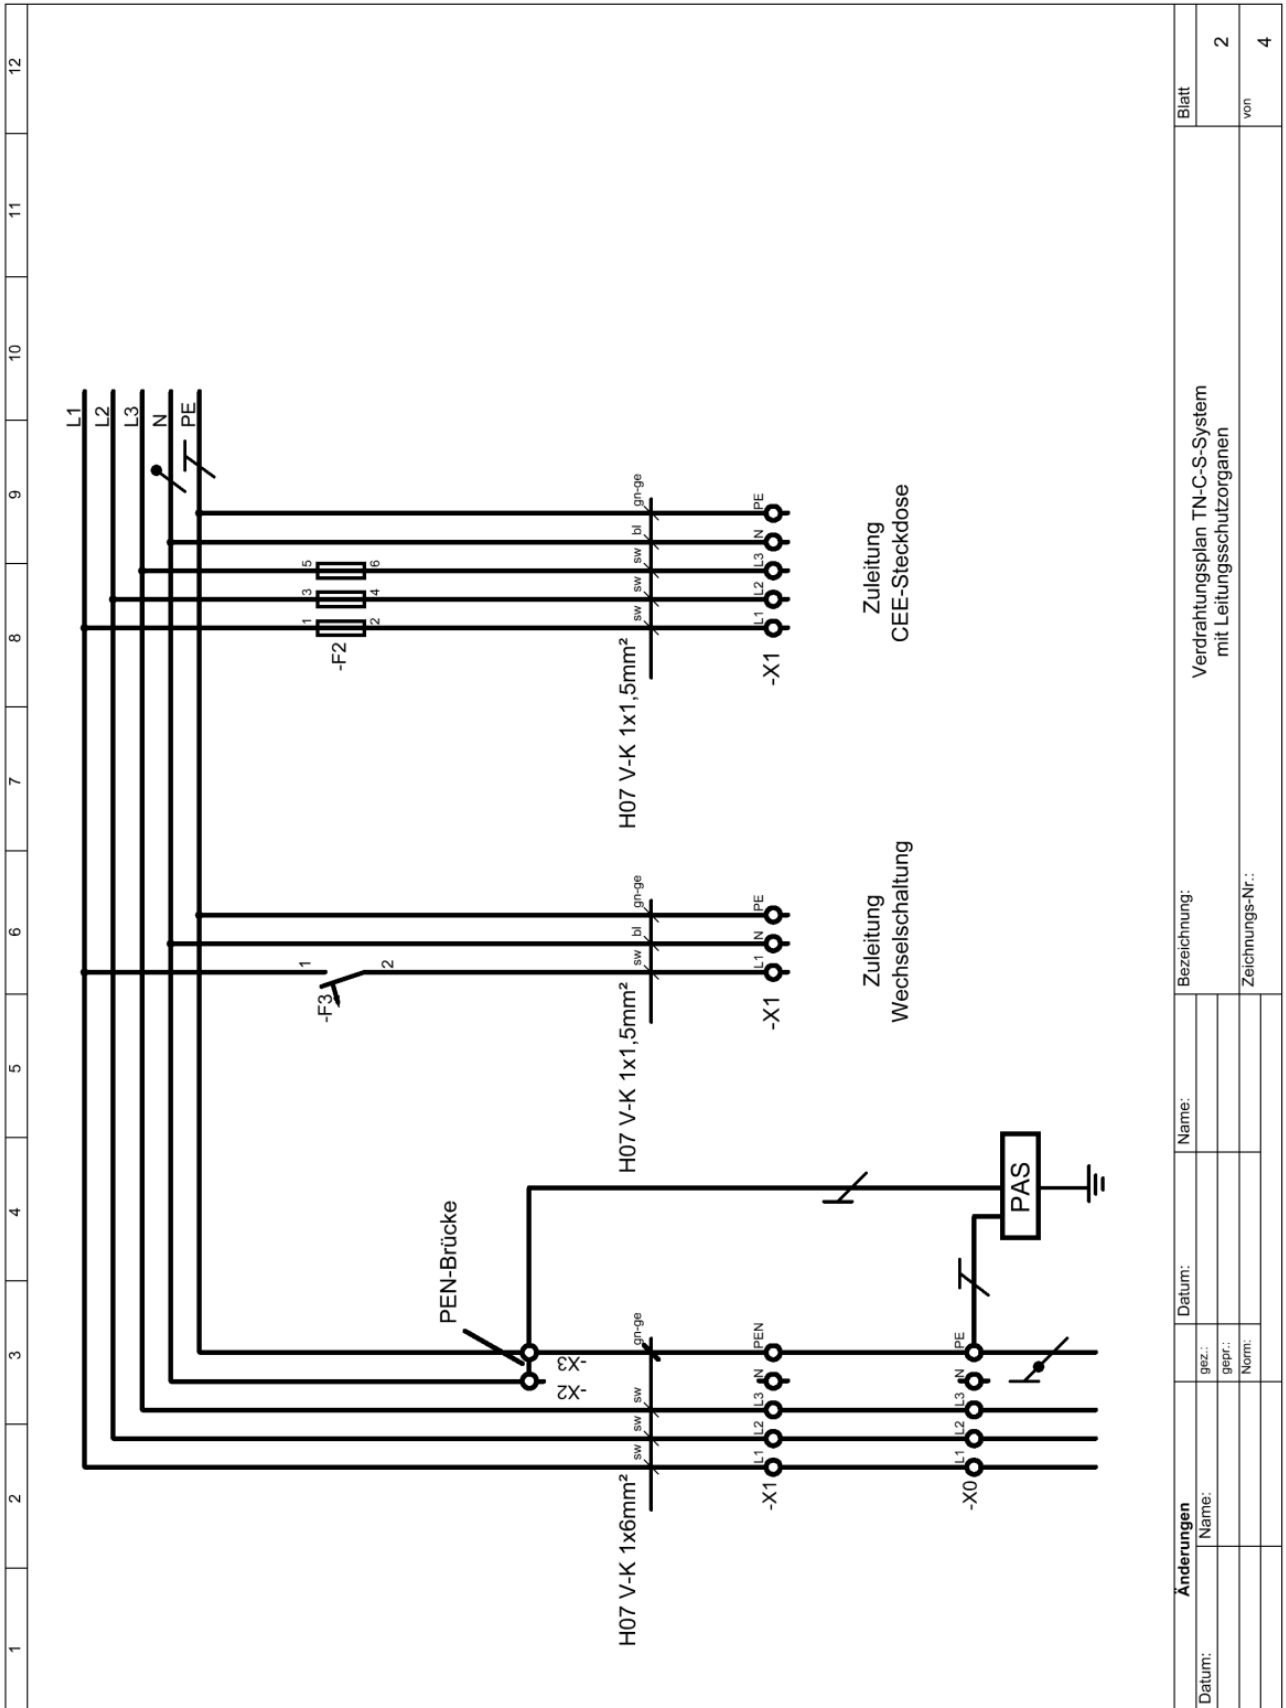 1 2 3 4 5 6 7 8 9 10 11 12
L1
L2
L3
N
PE
-F3
1
2
-F2
1 3 5
2 4 6
PEN-Brücke
-X2 -X3
H07 V-K 1x6mm²
sw sw sw gn-ge
H07 V-K 1x1,5mm²
sw bl gn-ge
H07 V-K 1x1,5mm²
sw sw sw bl gn-ge
-X1
L1 L2 L3 N PEN
-X1
L1 N PE
-X1
L1 L2 L3 N PE
Zuleitung
Wechselschaltung
Zuleitung
CEE-Steckdose
-X0
L1 L2 L3 N PE
PAS
Änderungen
Datum: Name:
gez.:
gepr.:
Norm:
Datum: Name:
Bezeichnung:
Verdrahtungsplan TN-C-S-System
mit Leitungsschutzorganen
Zeichnungs-Nr.:
Blatt
2
von
4